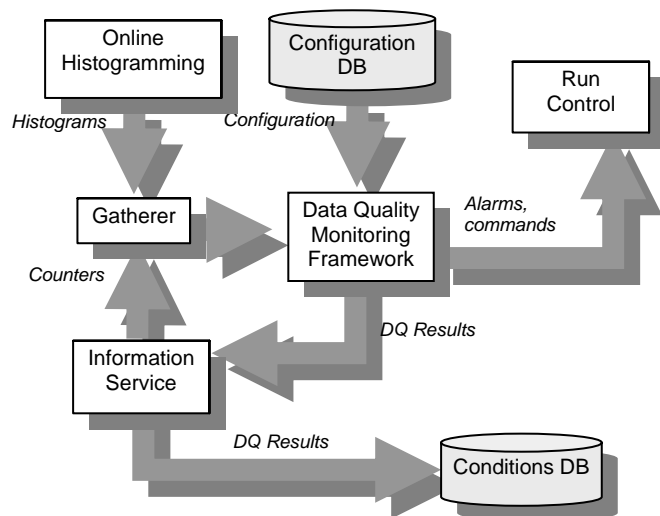 Online
Histogramming
Configuration
DB
Run
Control
Histograms
Configuration
Gatherer
Data Quality
Monitoring
Framework
Alarms,
commands
Counters
DQ Results
Information
Service
DQ Results
Conditions DB